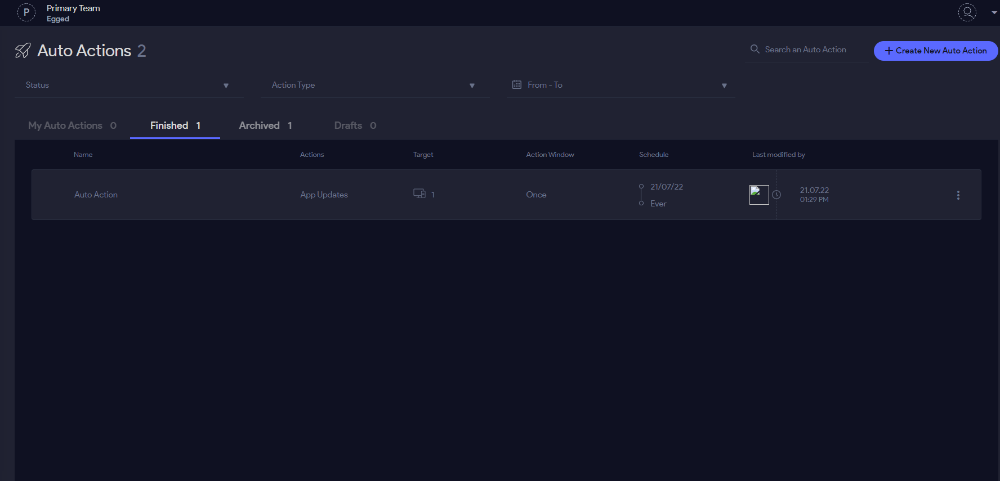 P
Primary Team
Egged
Auto Actions 2
Search an Auto Action
Create New Auto Action
Status
Action Type
From - To
My Auto Actions 0
Finished 1
Archived 1
Drafts 0
Name Actions Target Action Window Schedule Last modified by
Auto Action App Updates 1 Once
21/07/22
Ever
21.07.22
01:29 PM